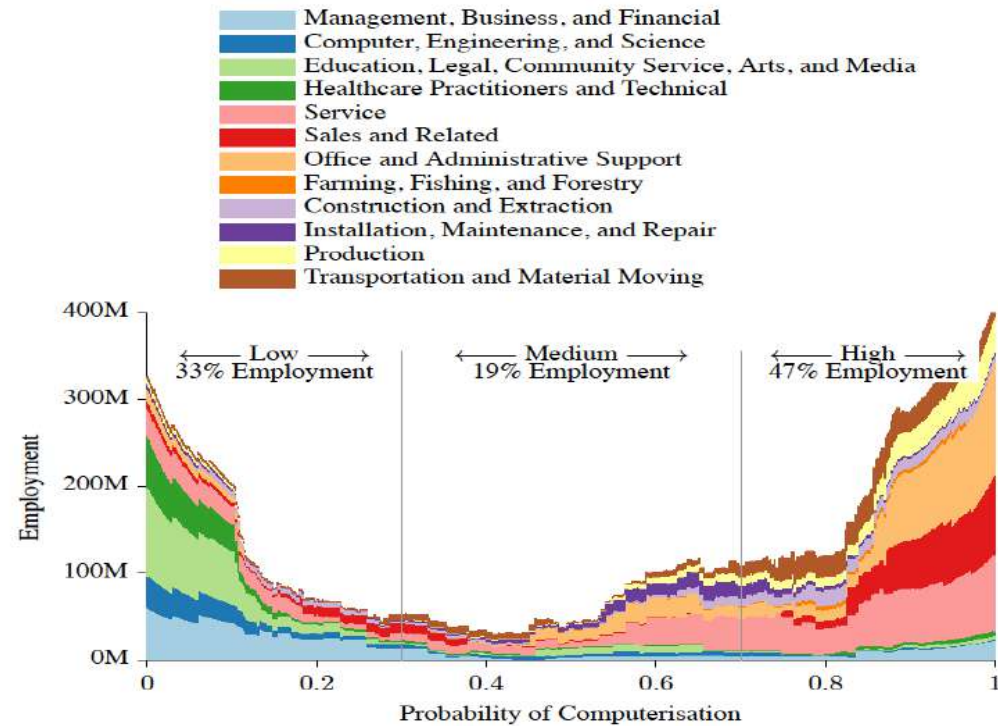 Management, Business, and Financial
Computer, Engineering, and Science
Education, Legal, Community Service, Arts, and Media
Healthcare Practitioners and Technical
Service
Sales and Related
Office and Administrative Support
Farming, Fishing, and Forestry
Construction and Extraction
Installation, Maintenance, and Repair
Production
Transportation and Material Moving
400M
← Low →
33% Employment
← Medium →
19% Employment
← High →
47% Employment
300M
200M
100M
0M
Employment
0
0.2
0.4
0.6
0.8
1
Probability of Computerisation